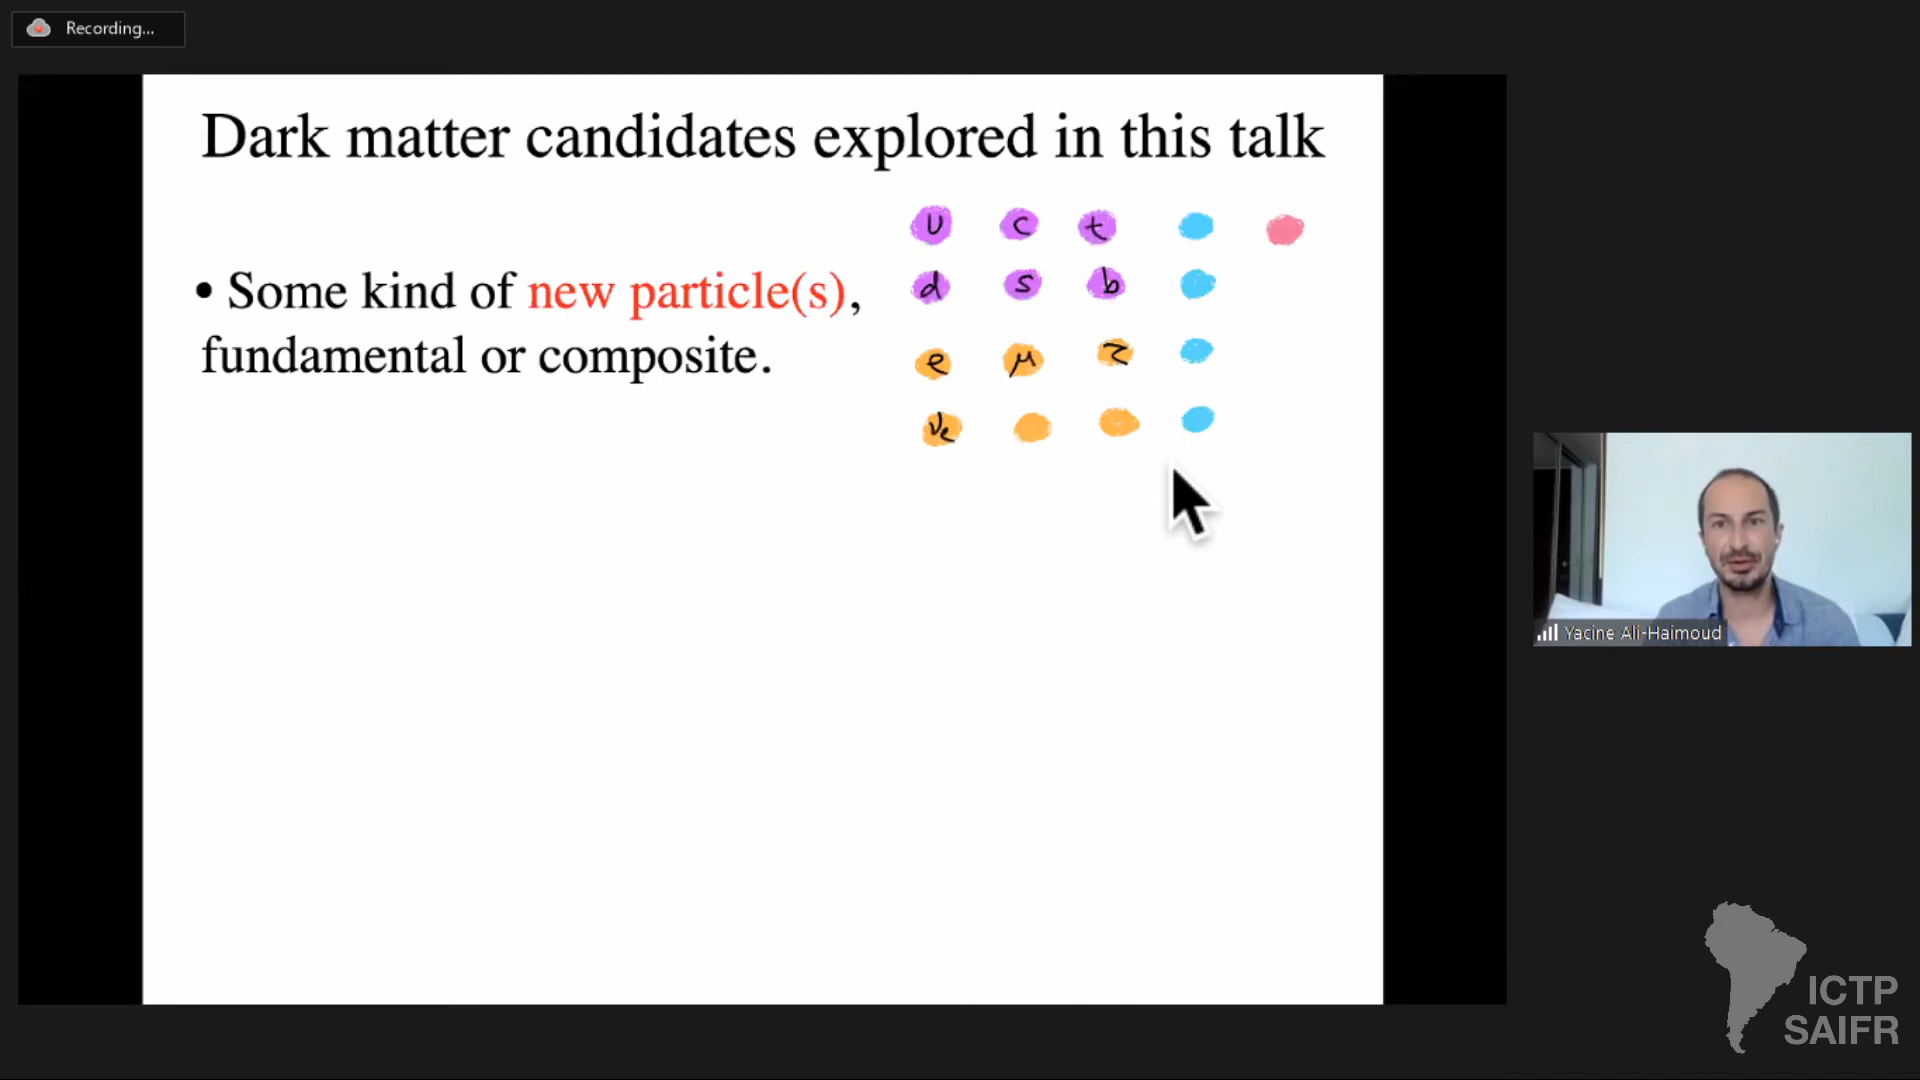 Recording...
Dark matter candidates explored in this talk
• Some kind of new particle(s),
fundamental or composite.
u c t
d s b
e μ τ
νe
Yacine Ali-Haimoud
ICTP
SAIFR